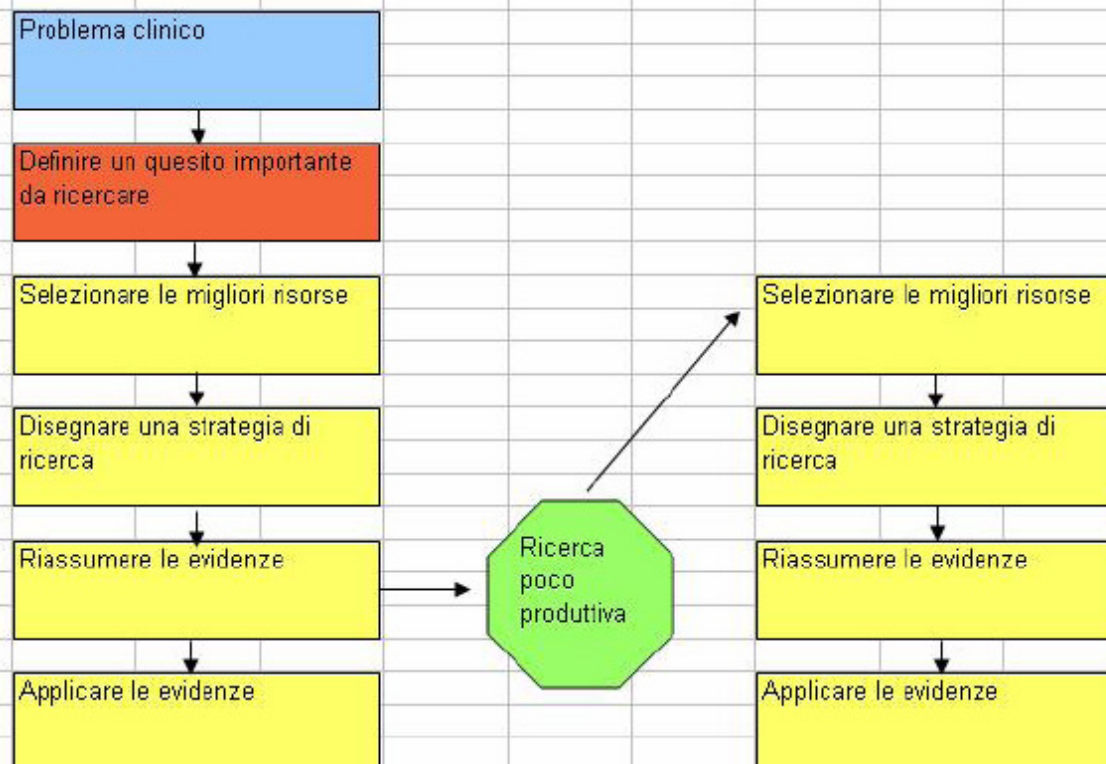 Problema clinico
Definire un quesito importante
da ricercare
Selezionare le migliori risorse
Disegnare una strategia di
ricerca
Riassumere le evidenze
Applicare le evidenze
Ricerca
poco
produttiva
Selezionare le migliori risorse
Disegnare una strategia di
ricerca
Riassumere le evidenze
Applicare le evidenze